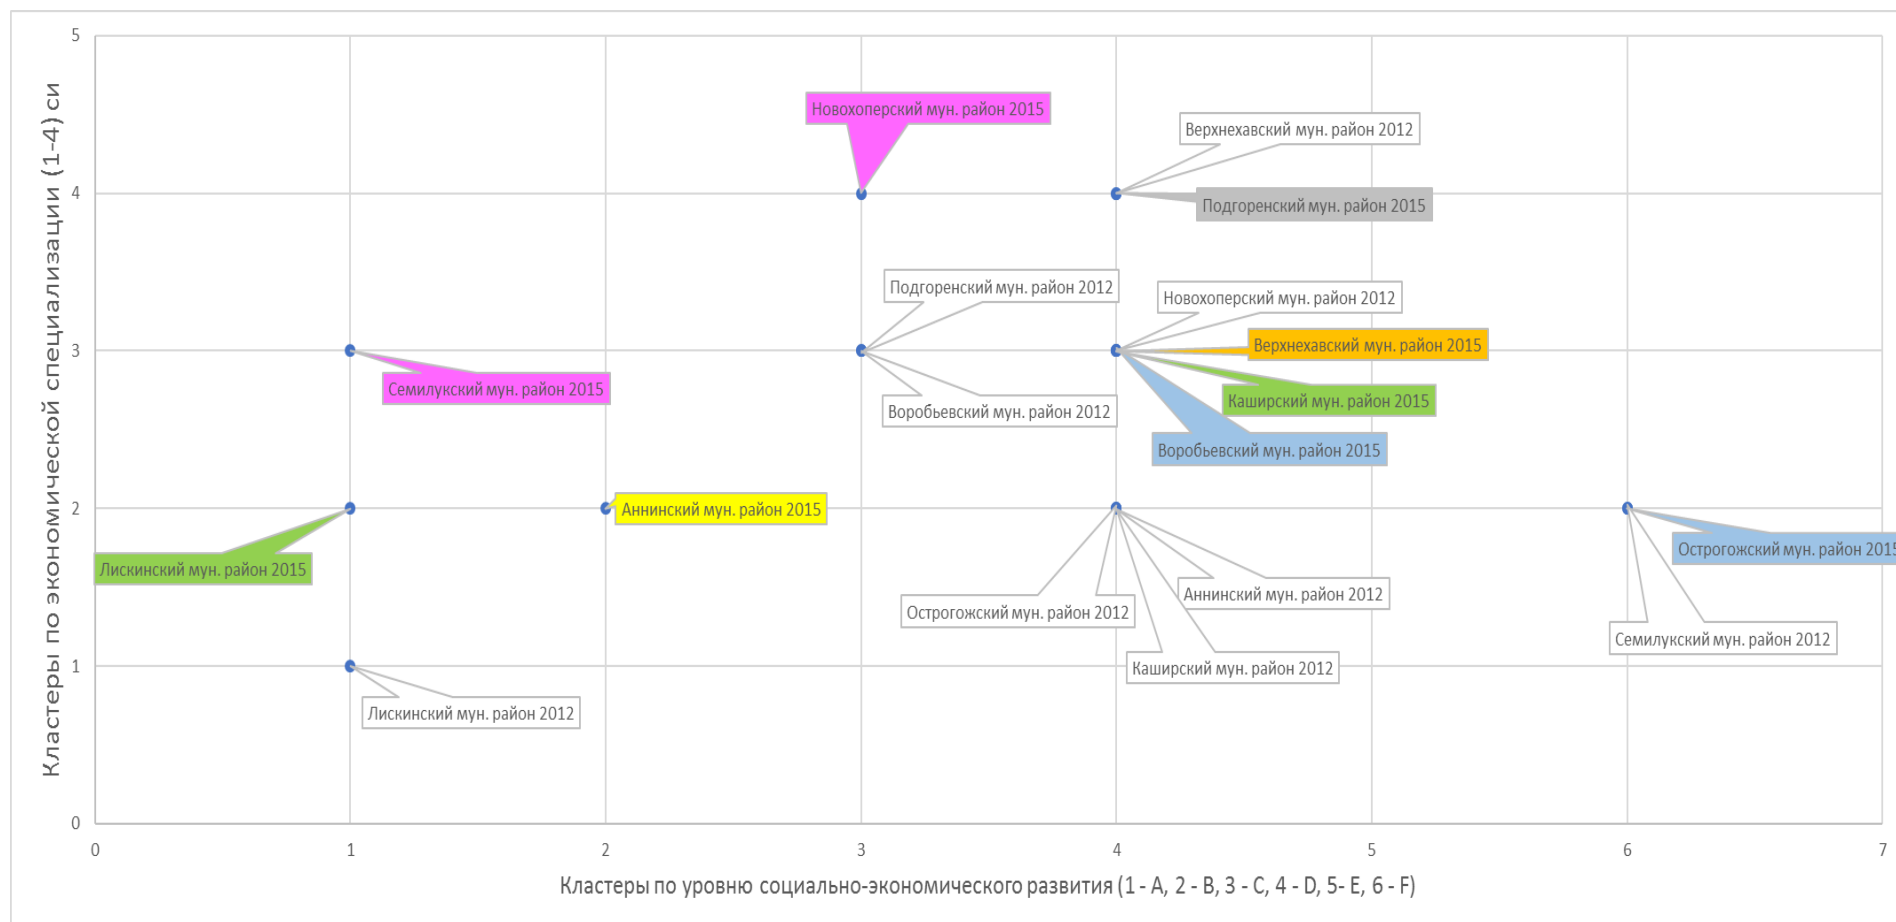 Кластеры по экономической специализации (1-4) си
5
4
3
2
1
0
Новохоперский мун. район 2015
Верхнехавский мун. район 2012
Подгоренский мун. район 2015
Подгоренский мун. район 2012
Новохоперский мун. район 2012
Верхнехавский мун. район 2015
Семилукский мун. район 2015
Каширский мун. район 2015
Воробьевский мун. район 2012
Воробьевский мун. район 2015
Аннинский мун. район 2015
Острогожский мун. район 2015
Лискинский мун. район 2015
Аннинский мун. район 2012
Острогожский мун. район 2012
Семилукский мун. район 2012
Каширский мун. район 2012
Лискинский мун. район 2012
0 1 2 3 4 5 6 7
Кластеры по уровню социально-экономического развития (1 - A, 2 - B, 3 - C, 4 - D, 5- E, 6 - F)